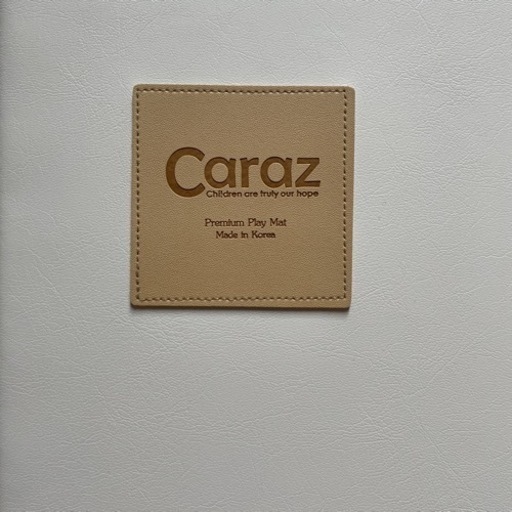 Caraz
Children are truly our hope
Premium Play Mat
Made in Korea